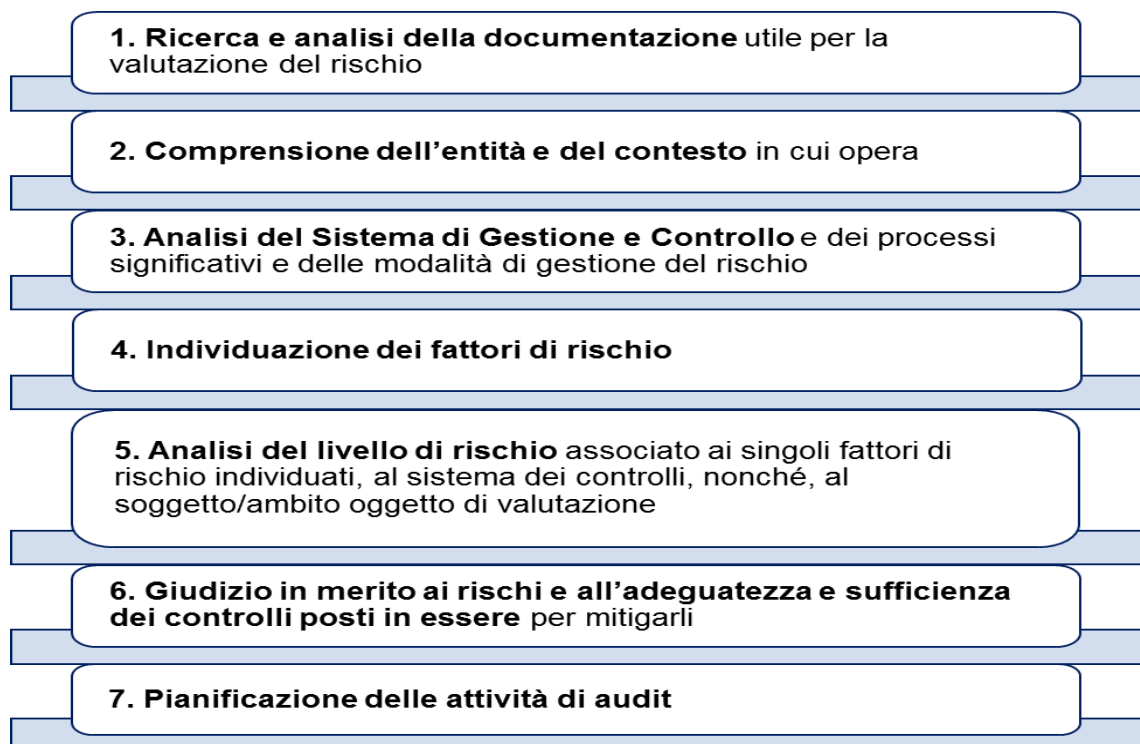 1. Ricerca e analisi della documentazione utile per la
valutazione del rischio
2. Comprensione dell’entità e del contesto in cui opera
3. Analisi del Sistema di Gestione e Controllo e dei processi
significativi e delle modalità di gestione del rischio
4. Individuazione dei fattori di rischio
5. Analisi del livello di rischio associato ai singoli fattori di
rischio individuati, al sistema dei controlli, nonché, al
soggetto/ambito oggetto di valutazione
6. Giudizio in merito ai rischi e all’adeguatezza e sufficienza
dei controlli posti in essere per mitigarli
7. Pianificazione delle attività di audit